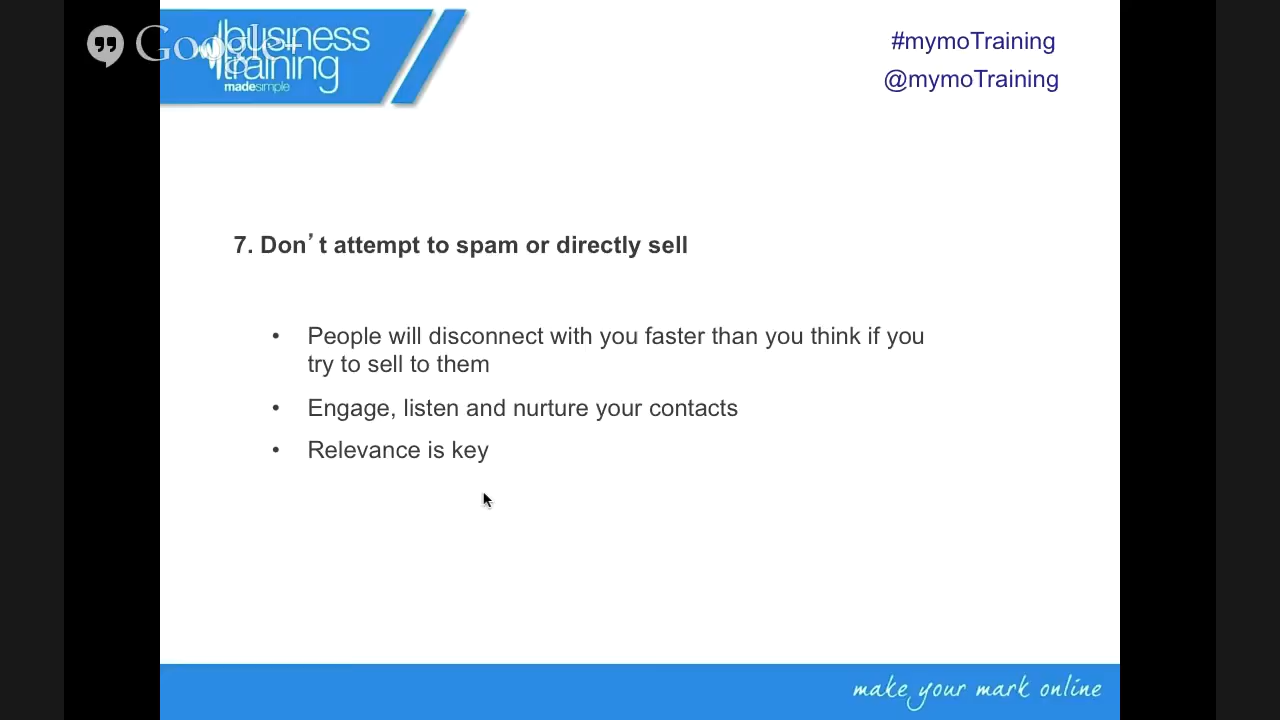 Google+
business
training
madesimple
#mymoTraining
@mymoTraining
7. Don’t attempt to spam or directly sell
• People will disconnect with you faster than you think if you
try to sell to them
• Engage, listen and nurture your contacts
• Relevance is key
make your mark online